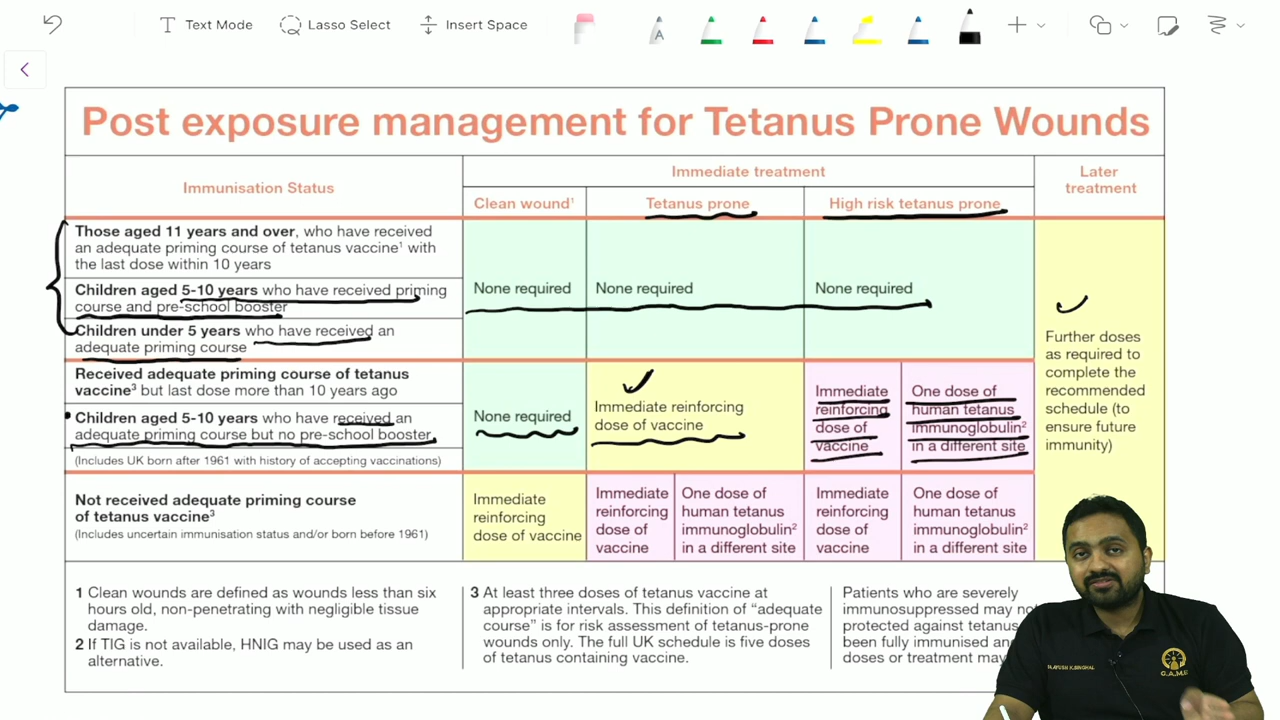 Text Mode
Lasso Select
Insert Space
A
Post exposure management for Tetanus Prone Wounds
Immunisation Status
Immediate treatment
Later
treatment
Clean wound¹
Tetanus prone
High risk tetanus prone
Those aged 11 years and over, who have received
an adequate priming course of tetanus vaccine¹ with
the last dose within 10 years
Children aged 5-10 years who have received priming
course and pre-school booster
Children under 5 years who have received an
adequate priming course
None required
None required
None required
Received adequate priming course of tetanus
vaccine³ but last dose more than 10 years ago
Children aged 5-10 years who have received an
adequate priming course but no pre-school booster
(Includes UK born after 1961 with history of accepting vaccinations)
None required
Immediate reinforcing
dose of vaccine
Immediate
reinforcing
dose of
vaccine
One dose of
human tetanus
immunoglobulin²
in a different site
Further doses
as required to
complete the
recommended
schedule (to
ensure future
immunity)
Not received adequate priming course
of tetanus vaccine³
(Includes uncertain immunisation status and/or born before 1961)
Immediate
reinforcing
dose of vaccine
Immediate
reinforcing
dose of
vaccine
One dose of
human tetanus
immunoglobulin²
in a different site
Immediate
reinforcing
dose of
vaccine
One dose of
human tetanus
immunoglobulin²
in a different site
1 Clean wounds are defined as wounds less than six
hours old, non-penetrating with negligible tissue
damage.
2 If TIG is not available, HNIG may be used as an
alternative.
3 At least three doses of tetanus vaccine at
appropriate intervals. This definition of “adequate
course” is for risk assessment of tetanus-prone
wounds only. The full UK schedule is five doses
of tetanus containing vaccine.
Patients who are severely
immunosuppressed may no
protected against tetanus
been fully immunised an
doses or treatment may
G.A.M.E